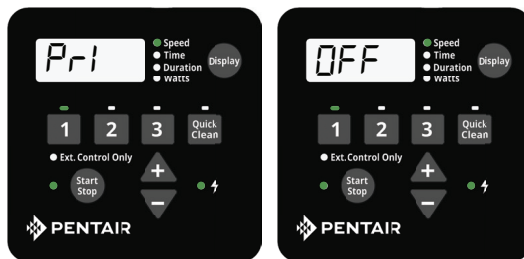 Pri
Speed
Time
Duration
Watts
Display
1
2
3
Quick Clean
Ext. Control Only
Start Stop
+
−
PENTAIR
OFF
Speed
Time
Duration
Watts
Display
1
2
3
Quick Clean
Ext. Control Only
Start Stop
+
−
PENTAIR